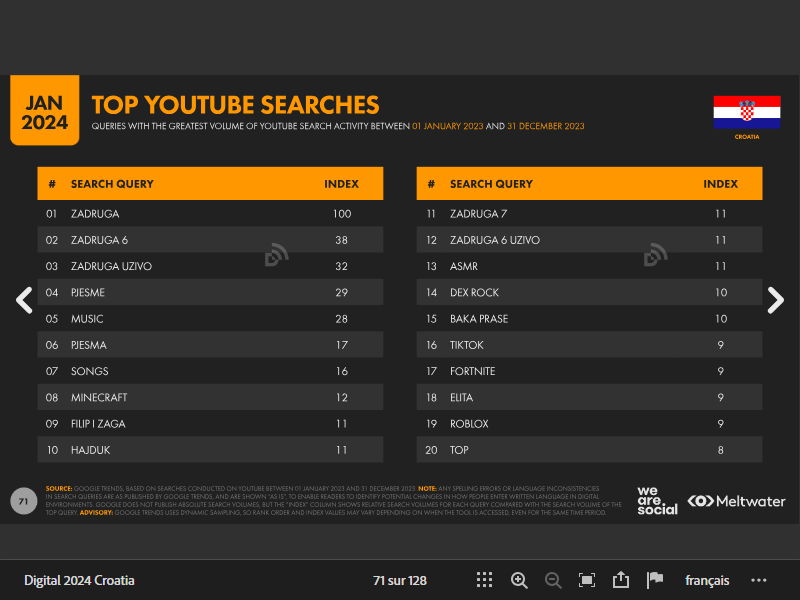 JAN
2024
TOP YOUTUBE SEARCHES
QUERIES WITH THE GREATEST VOLUME OF YOUTUBE SEARCH ACTIVITY BETWEEN 01 JANUARY 2023 AND 31 DECEMBER 2023
CROATIA
# SEARCH QUERY INDEX
01 ZADRUGA 100
02 ZADRUGA 6 38
03 ZADRUGA UZIVO 32
04 PJESME 29
05 MUSIC 28
06 PJESMA 17
07 SONGS 16
08 MINECRAFT 12
09 FILIP I ZAGA 11
10 HAJDUK 11
# SEARCH QUERY INDEX
11 ZADRUGA 7 11
12 ZADRUGA 6 UZIVO 11
13 ASMR 11
14 DEX ROCK 10
15 BAKA PRASE 10
16 TIKTOK 9
17 FORTNITE 9
18 ELITA 9
19 ROBLOX 9
20 TOP 8
71
SOURCE: GOOGLE TRENDS, BASED ON SEARCHES CONDUCTED ON YOUTUBE BETWEEN 01 JANUARY 2023 AND 31 DECEMBER 2023. NOTE: ANY SPELLING ERRORS OR LANGUAGE INCONSISTENCIES
IN SEARCH QUERIES ARE AS PUBLISHED BY GOOGLE TRENDS, AND ARE SHOWN "AS IS", TO ENABLE READERS TO IDENTIFY POTENTIAL CHANGES IN HOW PEOPLE ENTER WRITTEN LANGUAGE IN DIGITAL
ENVIRONMENTS. GOOGLE DOES NOT PUBLISH ABSOLUTE SEARCH VOLUMES, BUT THE "INDEX" COLUMN SHOWS RELATIVE SEARCH VOLUMES FOR EACH QUERY COMPARED WITH THE SEARCH VOLUME OF THE
TOP QUERY. ADVISORY: GOOGLE TRENDS USES DYNAMIC SAMPLING, SO RANK ORDER AND INDEX VALUES MAY VARY DEPENDING ON WHEN THE TOOL IS ACCESSED, EVEN FOR THE SAME TIME PERIOD.
we
are.
social
Meltwater
Digital 2024 Croatia
71 sur 128
français